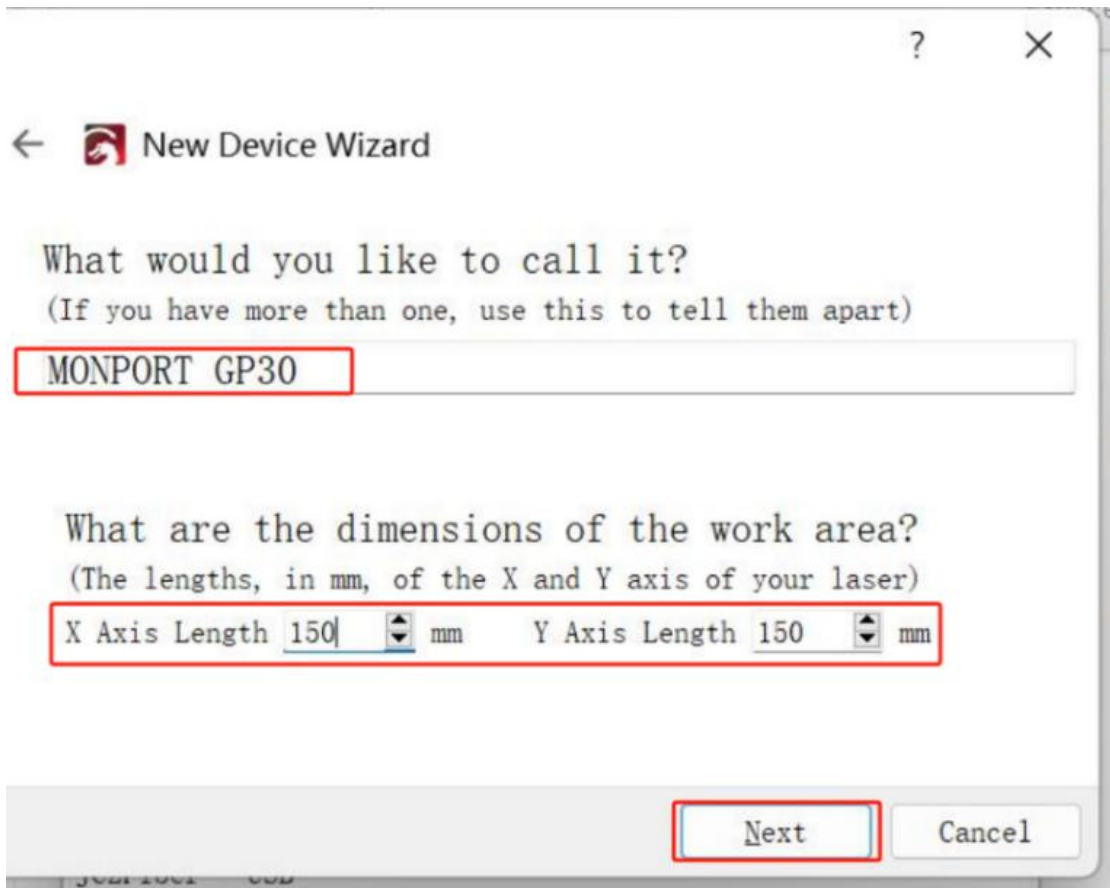 ?
New Device Wizard
What would you like to call it?
(If you have more than one, use this to tell them apart)
MONPORT GP30
What are the dimensions of the work area?
(The lengths, in mm, of the X and Y axis of your laser)
X Axis Length 150 mm Y Axis Length 150 mm
Next Cancel